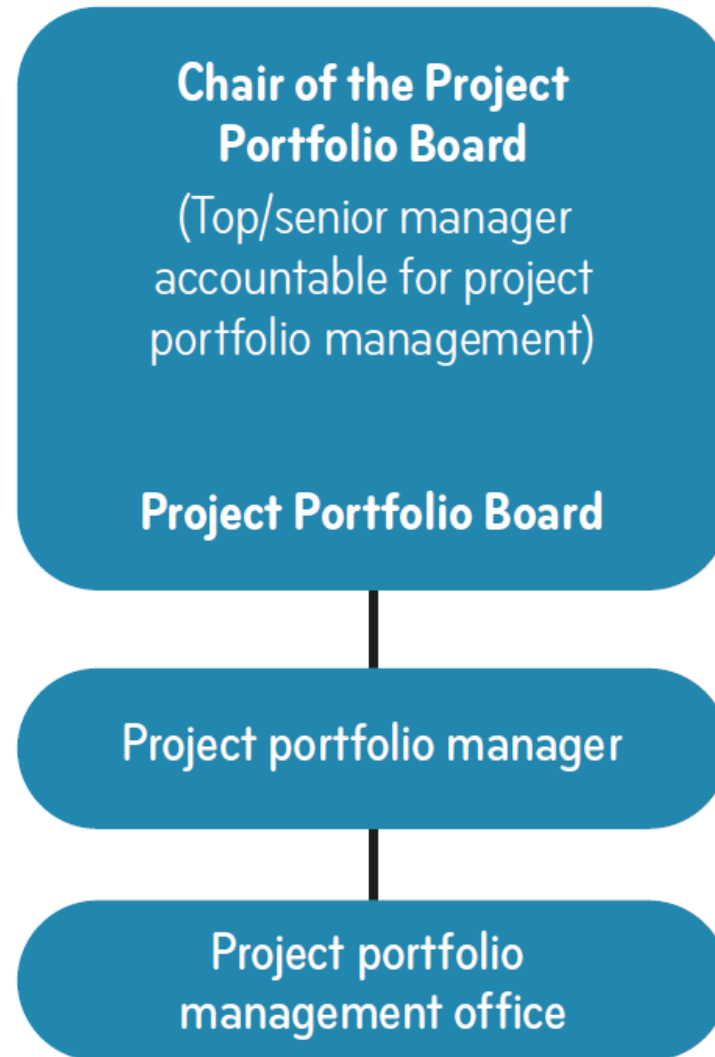 Chair of the Project
Portfolio Board
(Top/senior manager
accountable for project
portfolio management)
Project Portfolio Board
Project portfolio manager
Project portfolio
management office